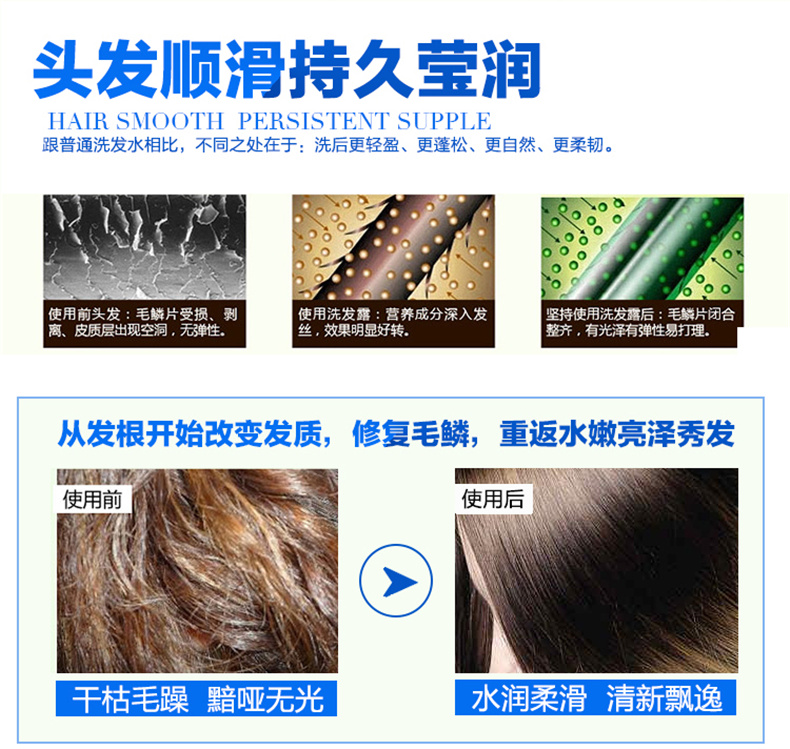 头发顺滑持久莹润
HAIR SMOOTH PERSISTENT SUPPLE
跟普通洗发水相比，不同之处在于：洗后更轻盈、更蓬松、更自然、更柔韧。
使用前头发：毛鳞片受损、剥
离、皮质层出现空洞，无弹性。
使用洗发露：营养成分深入发
丝，效果明显好转。
坚持使用洗发露后：毛鳞片闭合
整齐，有光泽有弹性易打理。
从发根开始改变发质，修复毛鳞，重返水嫩亮泽秀发
使用前
使用后
干枯毛躁 黯哑无光
水润柔滑 清新飘逸